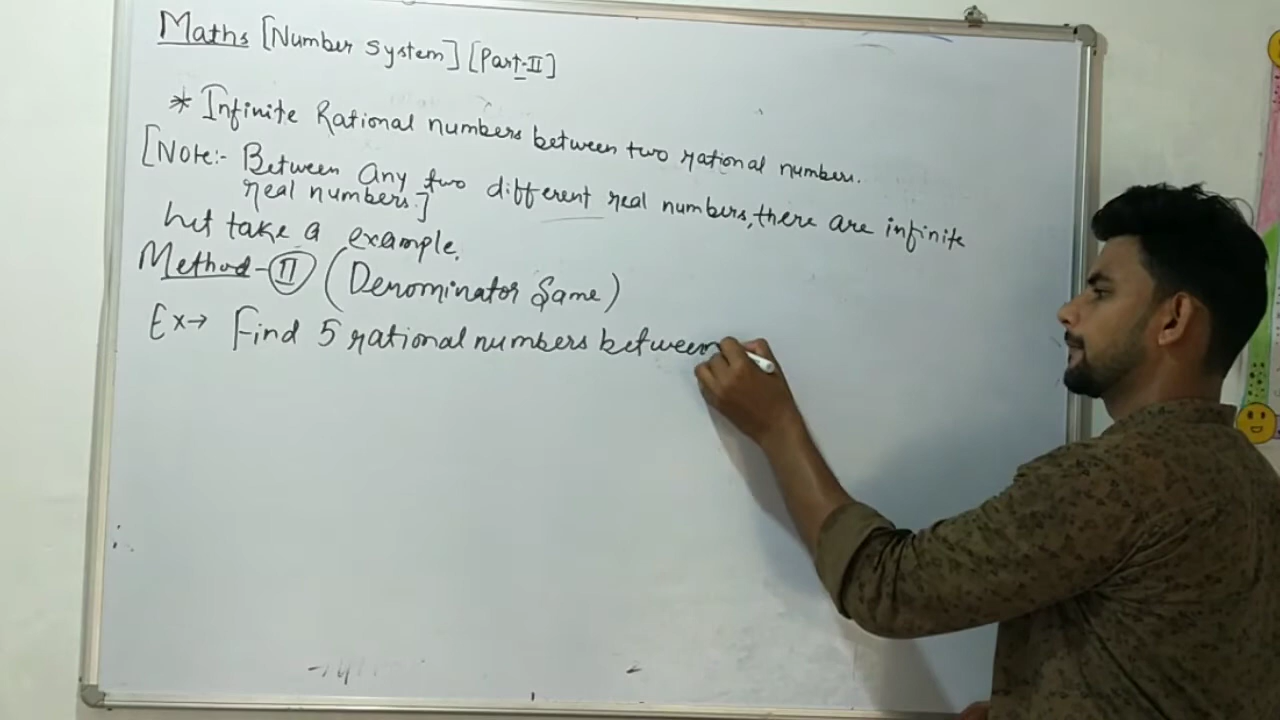 Maths [Number System] [Part-II]
* Infinite Rational numbers between two rational numbers.
[Note:- Between any two different real numbers, there are infinite
real numbers.]
Let take a example.
Method-II (Denominator Same)
Ex→ Find 5 rational numbers between